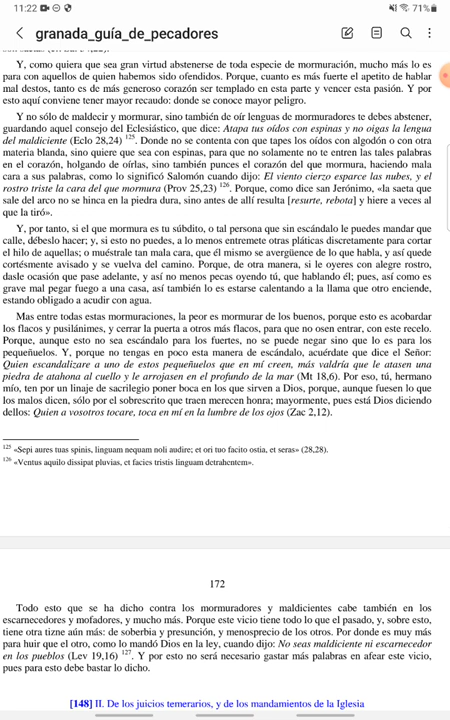 11:22
71%
granada_guía_de_pecadores
Y, como quiera que sea gran virtud abstenerse de toda especie de mormuración, mucho más lo es
para con aquellos de quien habemos sido ofendidos. Porque, cuanto es más fuerte el apetito de hablar
mal destos, tanto es de más generoso corazón ser templado en esta parte y vencer esta pasión. Y por
esto aquí conviene tener mayor recaudo: donde se conoce mayor peligro.
Y no sólo de maldecir y mormurar, sino también de oír lenguas de mormuradores te debes abstener,
guardando aquel consejo del Eclesiástico, que dice: Atapa tus oídos con espinas y no oigas la lengua
del maldiciente (Eclo 28,24) 125. Donde no se contenta con que tapes los oídos con algodón o con otra
materia blanda, sino quiere que sea con espinas, para que no solamente no te entren las tales palabras
en el corazón, holgando de oírlas, sino también punces el corazón del que mormura, haciendo mala
cara a sus palabras, como lo significó Salomón cuando dijo: El viento cierzo esparce las nubes, y el
rostro triste la cara del que mormura (Prov 25,23) 126. Porque, como dice san Jerónimo, «la saeta que
sale del arco no se hinca en la piedra dura, sino antes de allí resulta [resurte, rebota] y hiere a veces al
que la tiró».
Y, por tanto, si el que mormura es tu súbdito, o tal persona que sin escándalo le puedes mandar que
calle, débeslo hacer; y, si esto no puedes, a lo menos entremete otras pláticas discretamente para cortar
el hilo de aquellas; o muéstrale tan mala cara, que él mismo se avergüence de lo que habla, y así quede
cortésmente avisado y se vuelva del camino. Porque, de otra manera, si le oyeres con alegre rostro,
dasle ocasión que pase adelante, y así no menos pecas oyendo tú, que hablando él; pues, así como es
grave mal pegar fuego a una casa, así también lo es estarse calentando a la llama que otro enciende,
estando obligado a acudir con agua.
Mas entre todas estas mormuraciones, la peor es mormurar de los buenos, porque esto es acobardar
los flacos y pusilánimes, y cerrar la puerta a otros más flacos, para que no osen entrar, con este recelo.
Porque, aunque esto no sea escándalo para los fuertes, no se puede negar sino que lo es para los
pequeñuelos. Y, porque no tengas en poco esta manera de escándalo, acuérdate que dice el Señor:
Quien escandalizare a uno de estos pequeñuelos que en mí creen, más valdría que le atasen una
piedra de atahona al cuello y le arrojasen en el profundo de la mar (Mt 18,6). Por eso, tú, hermano
mío, ten por un linaje de sacrilegio poner boca en los que sirven a Dios, porque, aunque fuesen lo que
los malos dicen, sólo por el sobrescrito que traen merecen honra; mayormente, pues está Dios diciendo
dellos: Quien a vosotros tocare, toca en mí en la lumbre de los ojos (Zac 2,12).
125 «Sepi aures tuas spinis, linguam nequam noli audire; et ori tuo facito ostia, et seras» (28,28).
126 «Ventus aquilo dissipat pluvias, et facies tristis linguam detrahentem».
172
Todo esto que se ha dicho contra los mormuradores y maldicientes cabe también en los
escarnecedores y mofadores, y mucho más. Porque este vicio tiene todo lo que el pasado, y, sobre esto,
tiene otra tizne aún más: de soberbia y presunción, y menosprecio de los otros. Por donde es muy más
para huir que el otro, como lo mandó Dios en la ley, cuando dijo: No seas maldiciente ni escarnecedor
en los pueblos (Lev 19,16) 127. Y por esto no será necesario gastar más palabras en afear este vicio,
pues para esto debe bastar lo dicho.
[148] II. De los juicios temerarios, y de los mandamientos de la Iglesia